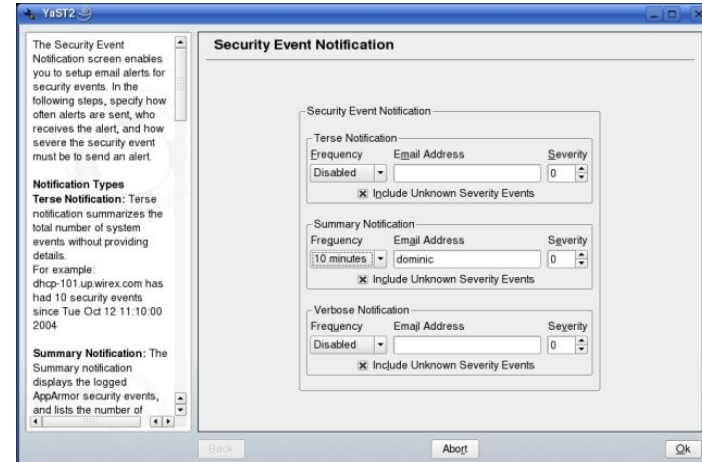 YaST2
The Security Event
Notification screen enables
you to setup email alerts for
security events. In the
following steps, specify how
often alerts are sent, who
receives the alert, and how
severe the security event
must be to send an alert.
Notification Types
Terse Notification: Terse
notification summarizes the
total number of system
events without providing
details.
For example:
dhcp-101.up.wirex.com has
had 10 security events
since Tue Oct 12 11:10:00
2004
Summary Notification: The
Summary notification
displays the logged
AppArmor security events,
and lists the number of
Security Event Notification
Security Event Notification
Terse Notification
Frequency Email Address Severity
Disabled 0
Include Unknown Severity Events
Summary Notification
Frequency Email Address Severity
10 minutes dominic 0
Include Unknown Severity Events
Verbose Notification
Frequency Email Address Severity
Disabled 0
Include Unknown Severity Events
Back Abort Ok